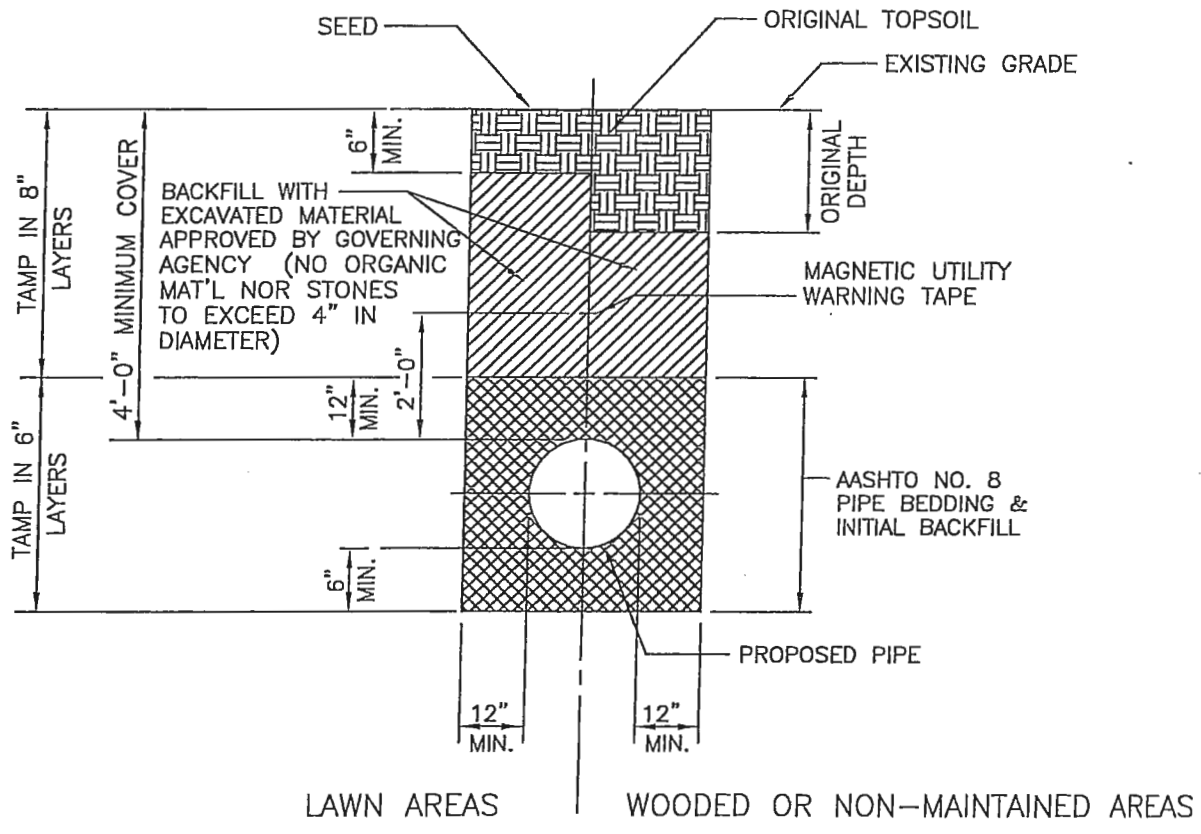 SEED
ORIGINAL TOPSOIL
EXISTING GRADE
6"
MIN.
ORIGINAL
DEPTH
TAMP IN 8"
LAYERS
4'-0" MINIMUM COVER
BACKFILL WITH
EXCAVATED MATERIAL
APPROVED BY GOVERNING
AGENCY (NO ORGANIC
MAT'L NOR STONES
TO EXCEED 4" IN
DIAMETER)
MAGNETIC UTILITY
WARNING TAPE
2'-0"
12"
MIN.
TAMP IN 6"
LAYERS
AASHTO NO. 8
PIPE BEDDING &
INITIAL BACKFILL
6"
MIN.
PROPOSED PIPE
12"
MIN.
12"
MIN.
LAWN AREAS
WOODED OR NON-MAINTAINED AREAS